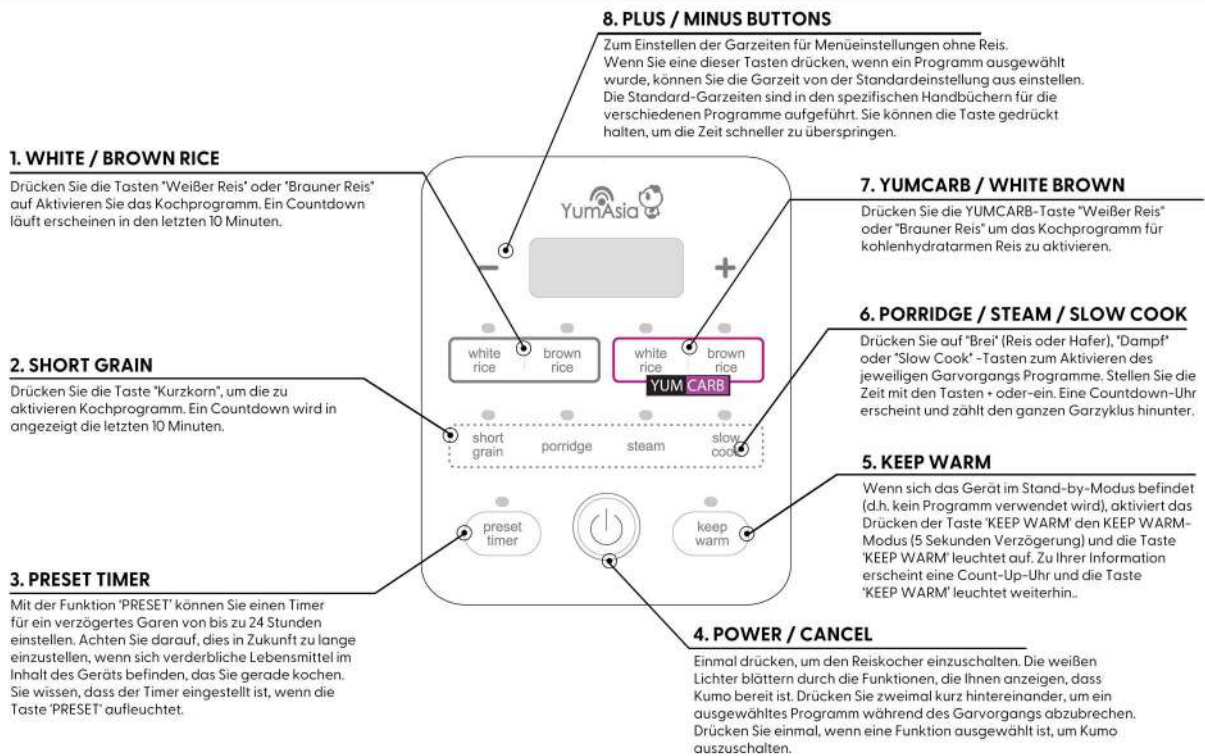 8. PLUS / MINUS BUTTONS
Zum Einstellen der Garzeiten für Menüeinstellungen ohne Reis.
Wenn Sie eine dieser Tasten drücken, wenn ein Programm ausgewählt
wurde, können Sie die Garzeit von der Standardeinstellung aus einstellen.
Die Standard-Garzeiten sind in den spezifischen Handbüchern für die
verschiedenen Programme aufgeführt. Sie können die Taste gedrückt
halten, um die Zeit schneller zu überspringen.
1. WHITE / BROWN RICE
Drücken Sie die Tasten "Weißer Reis" oder "Brauner Reis"
auf Aktivieren Sie das Kochprogramm. Ein Countdown
läuft erscheinen in den letzten 10 Minuten.
2. SHORT GRAIN
Drücken Sie die Taste "Kurzkorn", um die zu
aktivieren Kochprogramm. Ein Countdown wird in
angezeigt die letzten 10 Minuten.
3. PRESET TIMER
Mit der Funktion 'PRESET' können Sie einen Timer
für ein verzögertes Garen von bis zu 24 Stunden
einstellen. Achten Sie darauf, dies in Zukunft zu lange
einzustellen, wenn sich verderbliche Lebensmittel im
Inhalt des Geräts befinden, das Sie gerade kochen.
Sie wissen, dass der Timer eingestellt ist, wenn die
Taste 'PRESET' aufleuchtet.
YumAsia
− +
white rice
brown rice
white rice
brown rice
YUM CARB
short grain
porridge
steam
slow cook
preset timer
keep warm
7. YUMCARB / WHITE BROWN
Drücken Sie die YUMCARB-Taste "Weißer Reis"
oder "Brauner Reis" um das Kochprogramm für
kohlenhydratarmen Reis zu aktivieren.
6. PORRIDGE / STEAM / SLOW COOK
Drücken Sie auf "Brei" (Reis oder Hafer), "Dampf"
oder "Slow Cook" -Tasten zum Aktivieren des
jeweiligen Garvorgangs Programme. Stellen Sie die
Zeit mit den Tasten + oder-ein. Eine Countdown-Uhr
erscheint und zählt den ganzen Garzyklus hinunter.
5. KEEP WARM
Wenn sich das Gerät im Stand-by-Modus befindet
(d.h. kein Programm verwendet wird), aktiviert das
Drücken der Taste 'KEEP WARM' den KEEP WARM-
Modus (5 Sekunden Verzögerung) und die Taste
'KEEP WARM' leuchtet auf. Zu Ihrer Information
erscheint eine Count-Up-Uhr und die Taste
'KEEP WARM' leuchtet weiterhin..
4. POWER / CANCEL
Einmal drücken, um den Reiskocher einzuschalten. Die weißen
Lichter blättern durch die Funktionen, die Ihnen anzeigen, dass
Kumo bereit ist. Drücken Sie zweimal kurz hintereinander, um ein
ausgewähltes Programm während des Garvorgangs abzubrechen.
Drücken Sie einmal, wenn eine Funktion ausgewählt ist, um Kumo
auszuschalten.